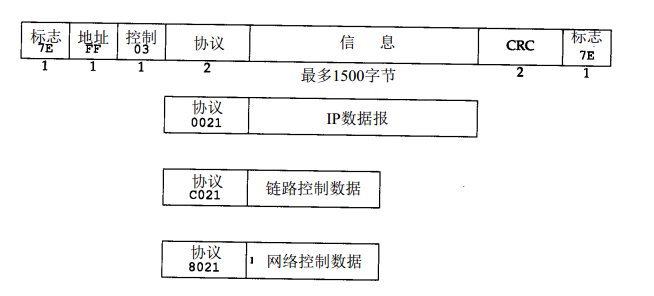 标志 地址 控制 协议 信 息 CRC 标志
7E FF 03 7E
1 1 1 2 最多1500字节 2 1
协议 IP数据报
0021
协议 链路控制数据
C021
协议 网络控制数据
8021